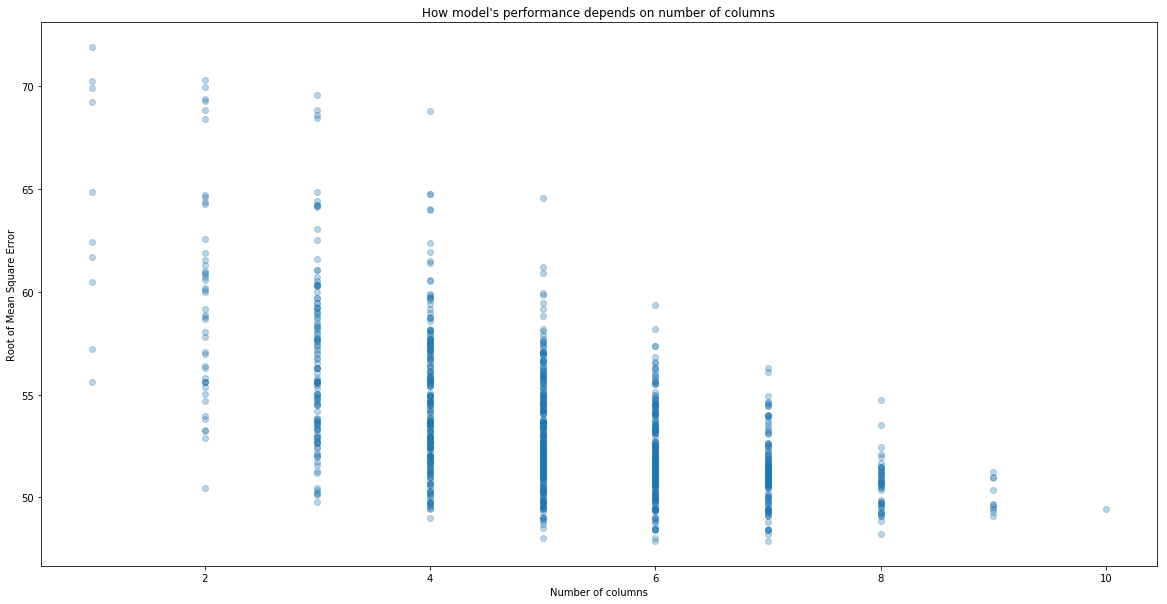 How model's performance depends on number of columns
Root of Mean Square Error
70
65
60
55
50
2 4 6 8 10
Number of columns